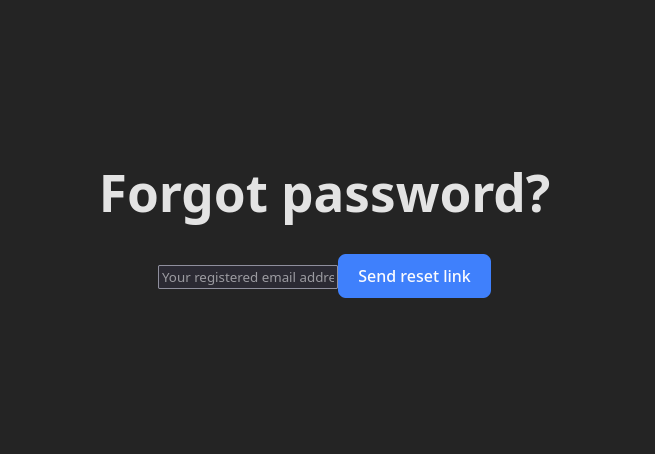 Forgot password?
Your registered email addre
Send reset link